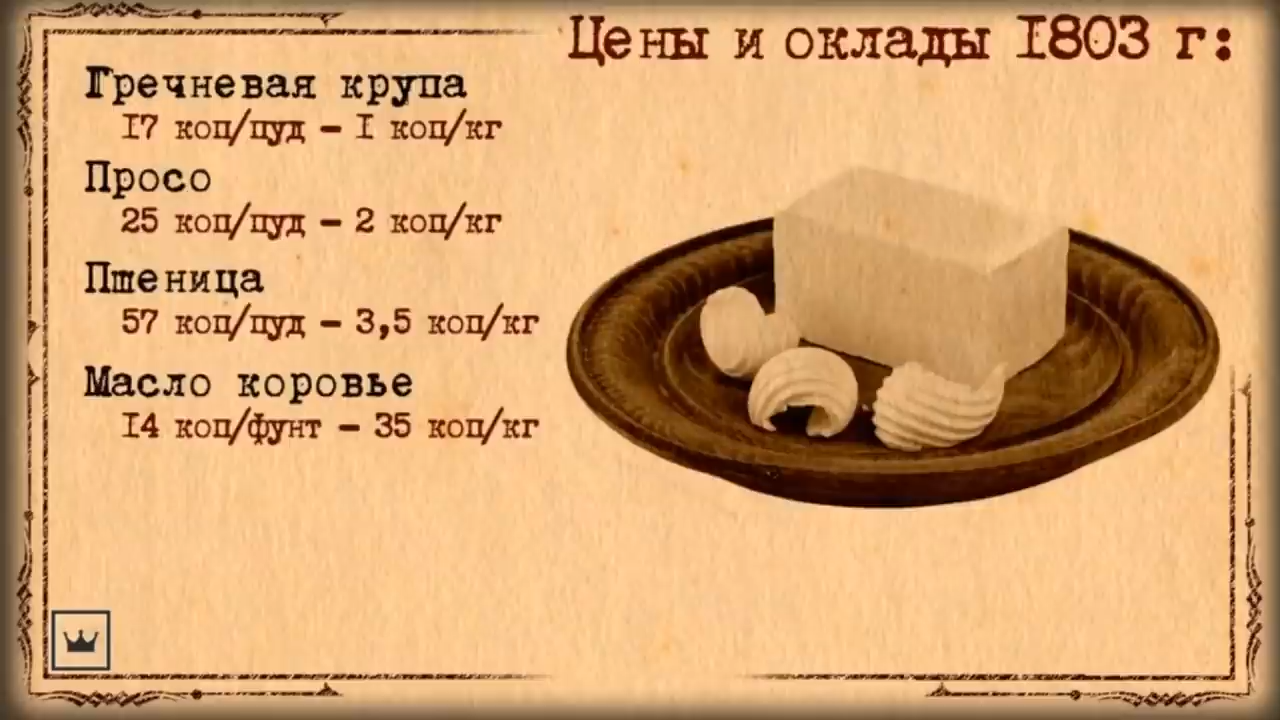 Цены и оклады 1803 г:
Гречневая крупа
17 коп/пуд - 1 коп/кг
Просо
25 коп/пуд - 2 коп/кг
Пшеница
57 коп/пуд - 3,5 коп/кг
Масло коровье
14 коп/фунт - 35 коп/кг